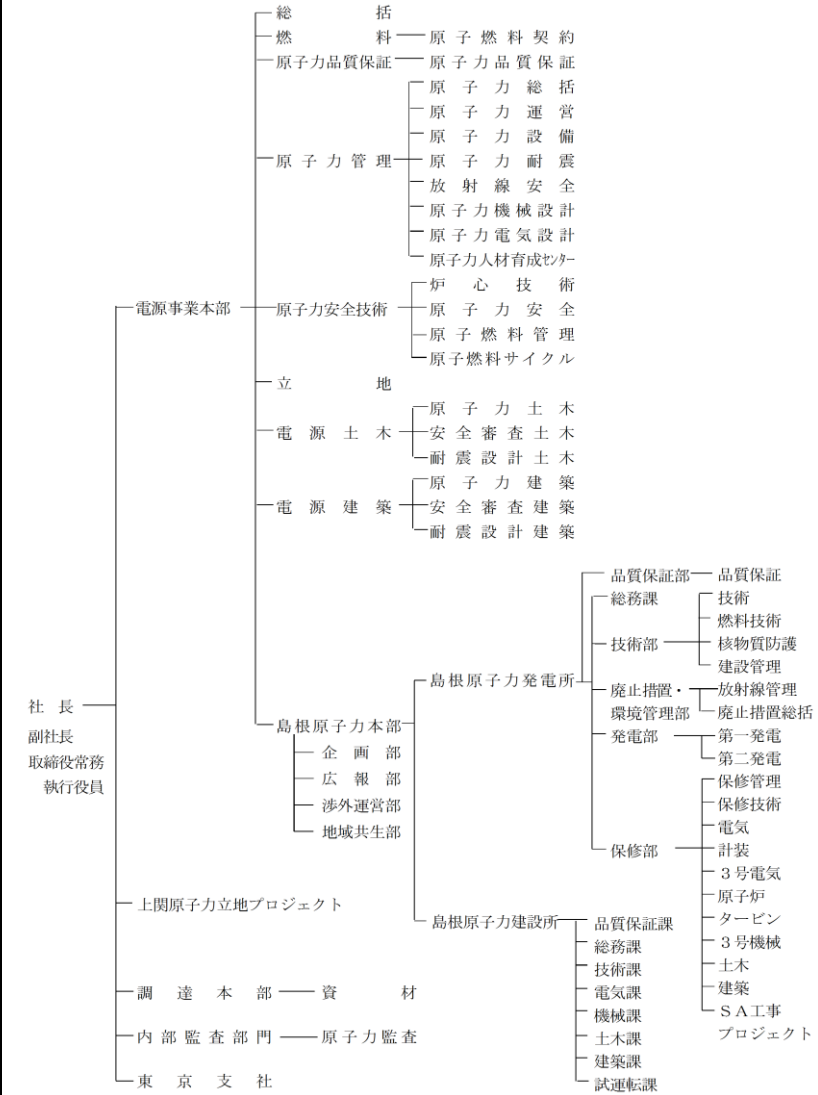 総括
燃料 原子燃料契約
原子力品質保証 原子力品質保証
原子力総括
原子力運営
原子力設備
原子力管理 原子力耐震
放射線安全
原子力機械設計
原子力電気設計
原子力人材育成センター
炉心技術
電源事業本部 原子力安全技術 原子力安全
原子燃料管理
原子燃料サイクル
立地
原子力土木
電源土木 安全審査土木
耐震設計土木
原子力建築
電源建築 安全審査建築
耐震設計建築
品質保証部 品質保証
総務課 技術
燃料技術
技術部 核物質防護
建設管理
島根原子力発電所
廃止措置・ 放射線管理
環境管理部 廃止措置総括
社長
島根原子力本部
発電部 第一発電
副社長
企画部
第二発電
取締役常務
広報部
保修管理
執行役員
渉外運営部
保修技術
地域共生部
電気
保修部 計装
3号電気
原子炉
上関原子力立地プロジェクト
島根原子力建設所 品質保証課
タービン
総務課
3号機械
技術課
土木
調達本部 資材
電気課
建築
機械課
SA工事
プロジェクト
内部監査部門 原子力監査
土木課
建築課
東京支社
試運転課